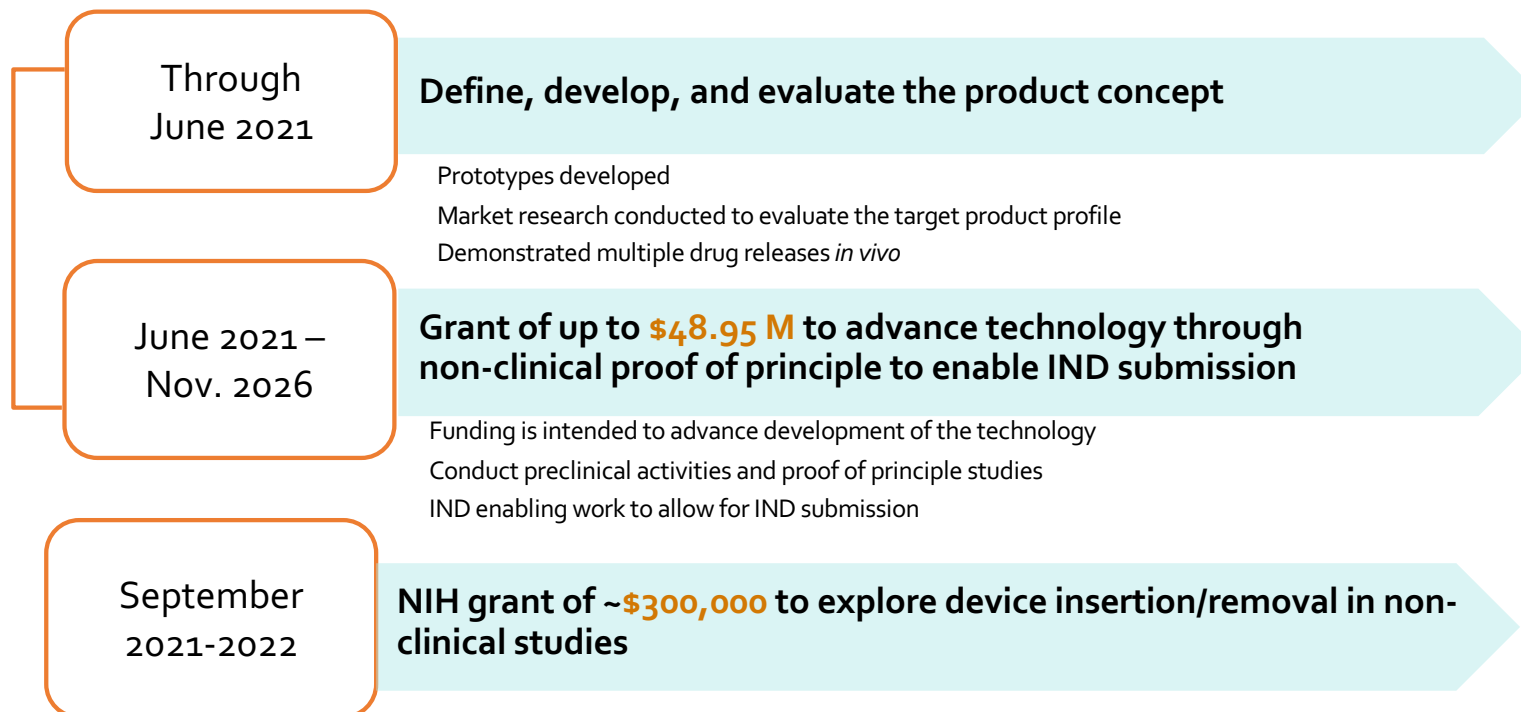 Through
June 2021
Define, develop, and evaluate the product concept
Prototypes developed
Market research conducted to evaluate the target product profile
Demonstrated multiple drug releases in vivo
June 2021 –
Nov. 2026
Grant of up to $48.95 M to advance technology through
non-clinical proof of principle to enable IND submission
Funding is intended to advance development of the technology
Conduct preclinical activities and proof of principle studies
IND enabling work to allow for IND submission
September
2021-2022
NIH grant of ~$300,000 to explore device insertion/removal in non-
clinical studies